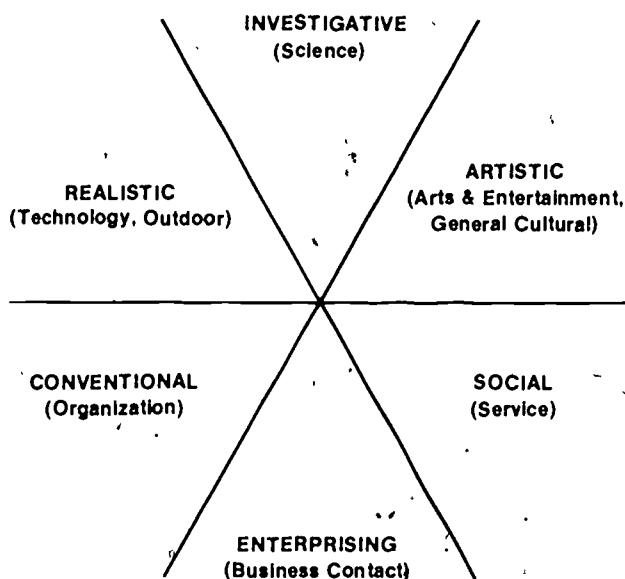 INVESTIGATIVE
(Science)
REALISTIC
(Technology, Outdoor)
ARTISTIC
(Arts & Entertainment,
General Cultural)
CONVENTIONAL
(Organization)
SOCIAL
(Service)
ENTERPRISING
(Business Contact)